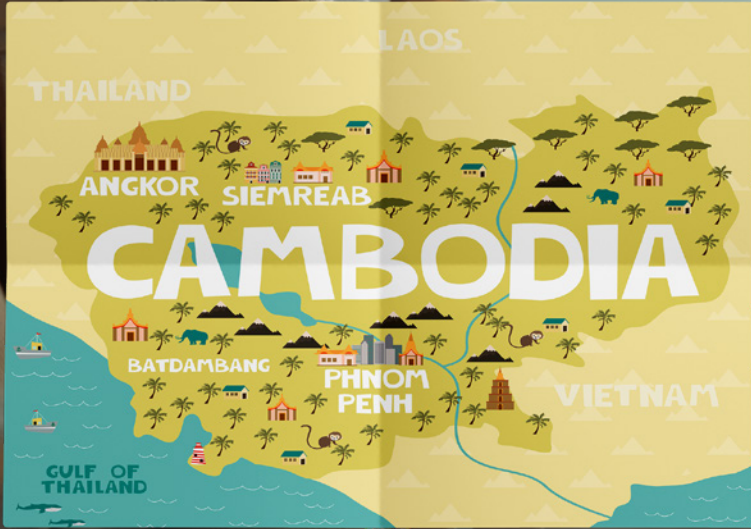 LAOS
THAILAND
ANGKOR
SIEMREAB
CAMBODIA
BATDAMBANG
PHNOM
PENH
VIETNAM
GULF OF
THAILAND